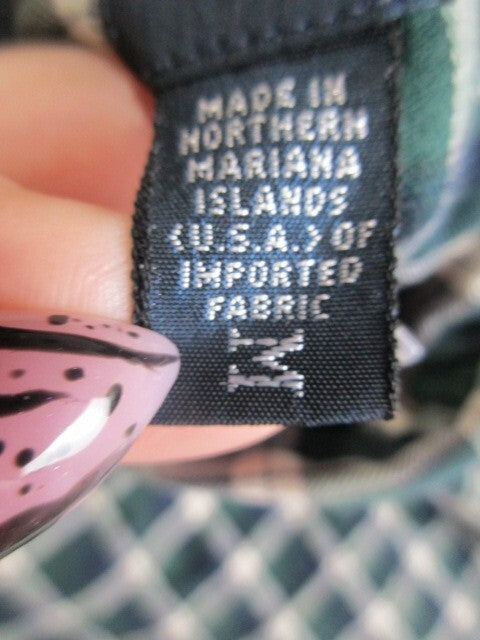 MADE IN
NORTHERN
MARIANA
ISLANDS
<U.S.A.> OF
IMPORTED
FABRIC
M